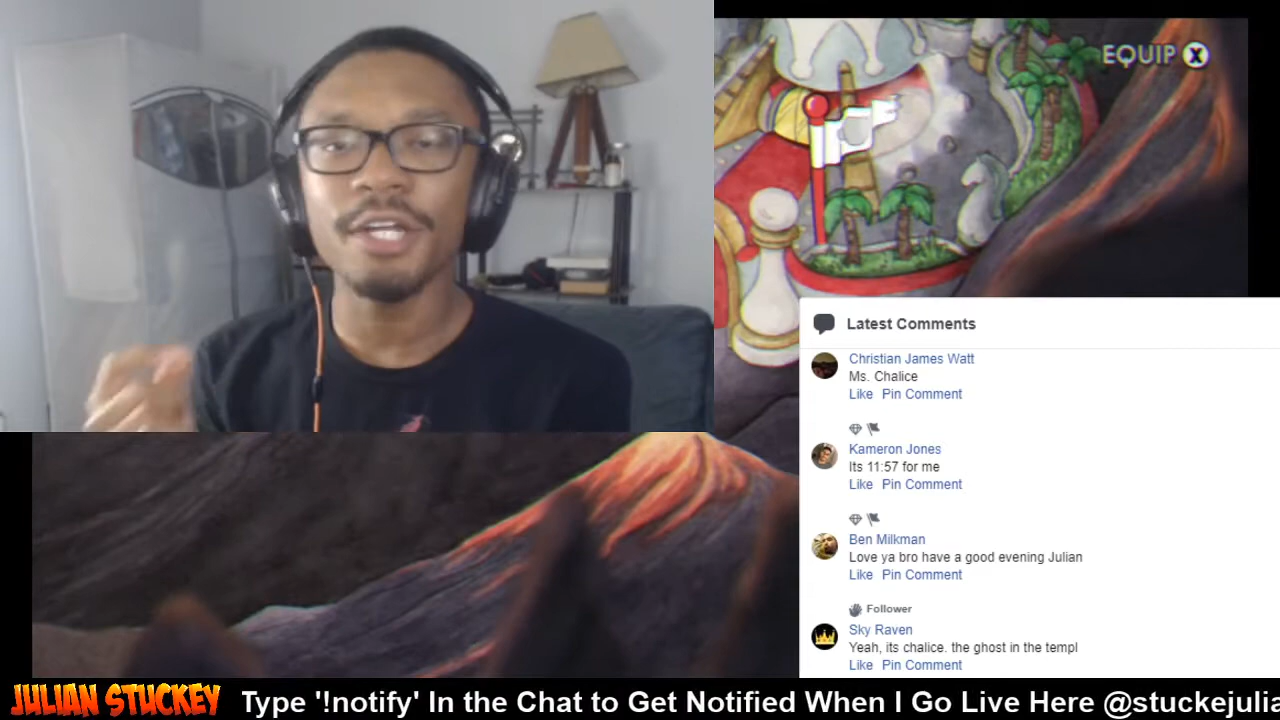 EQUIP X
Latest Comments
Christian James Watt
Ms. Chalice
Like Pin Comment
Kameron Jones
Its 11:57 for me
Like Pin Comment
Ben Milkman
Love ya bro have a good evening Julian
Like Pin Comment
Follower
Sky Raven
Yeah, its chalice. the ghost in the templ
Like Pin Comment
JULIAN STUCKEY Type '!notify' In the Chat to Get Notified When I Go Live Here @stuckejulia